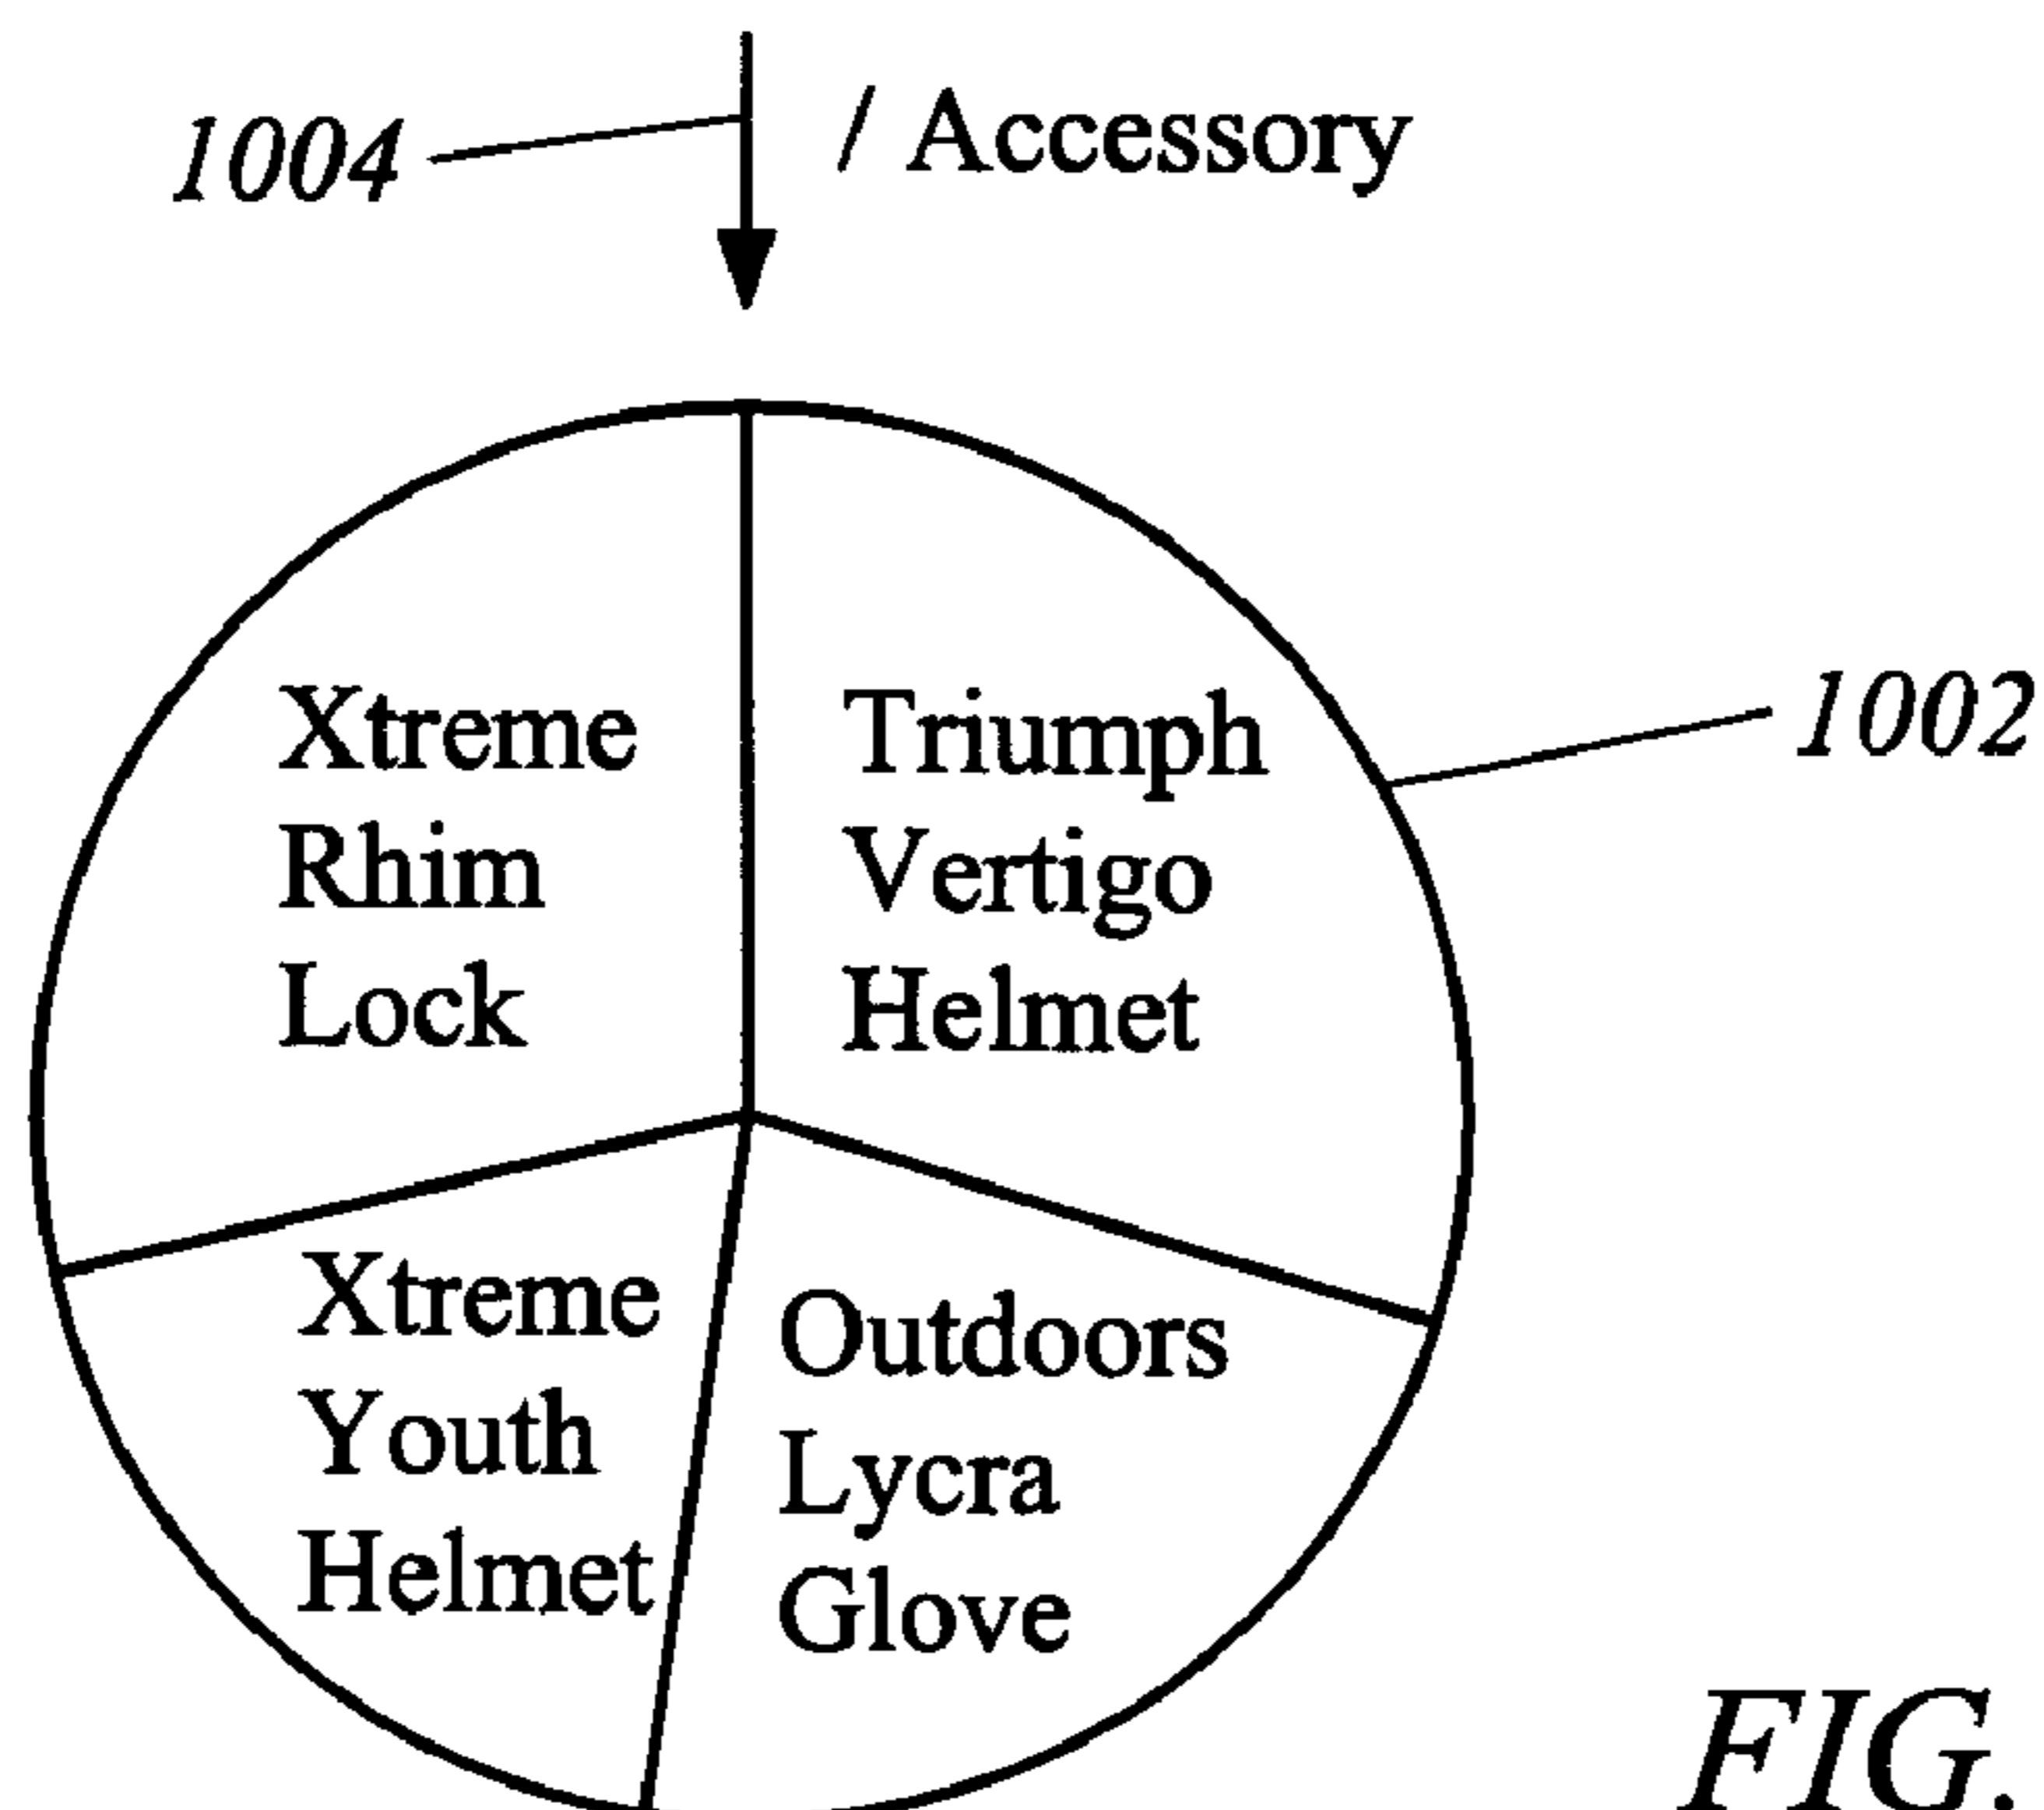 1004
/ Accessory
Xtreme
Rhim
Lock
Triumph
Vertigo
Helmet
1002
Xtreme
Youth
Helmet
Outdoors
Lycra
Glove
FIG.